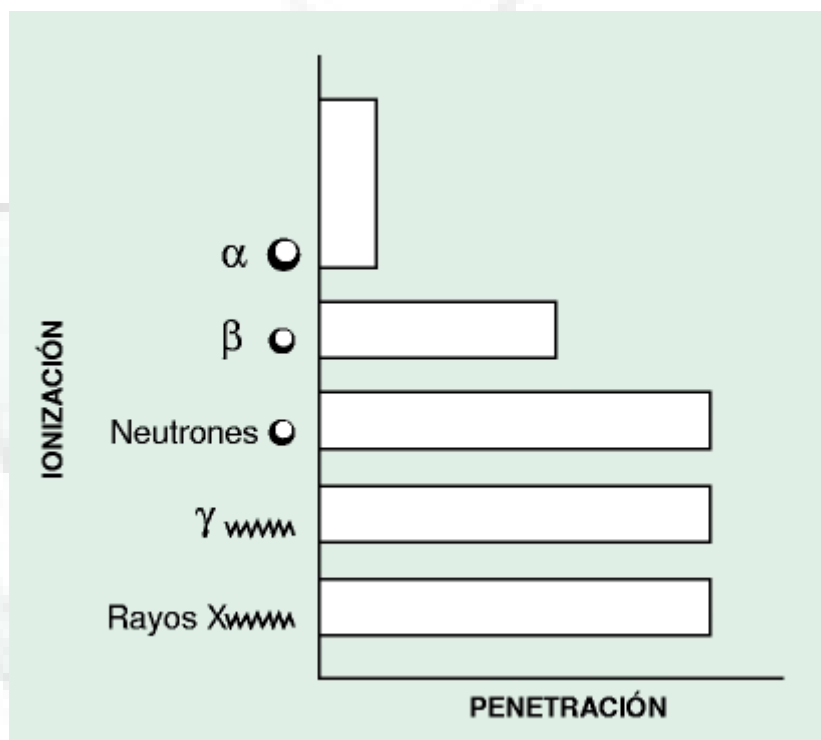 α
β
Neutrones
γ
Rayos X
IONIZACIÓN
PENETRACIÓN